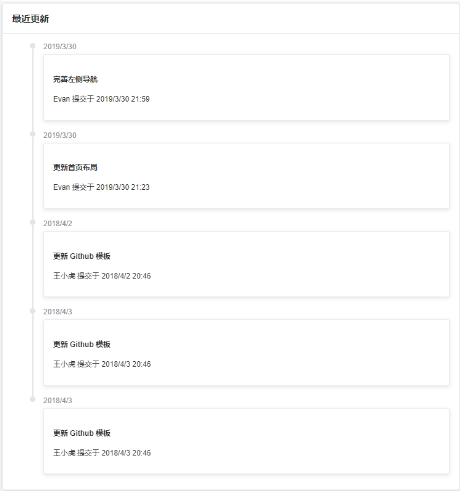 最近更新
2019/3/30
完善左侧导航
Evan 提交于 2019/3/30 21:59
2019/3/30
更新首页布局
Evan 提交于 2019/3/30 21:23
2018/4/2
更新 Github 模板
王小虎 提交于 2018/4/2 20:46
2018/4/3
更新 Github 模板
王小虎 提交于 2018/4/3 20:46
2018/4/3
更新 Github 模板
王小虎 提交于 2018/4/3 20:46